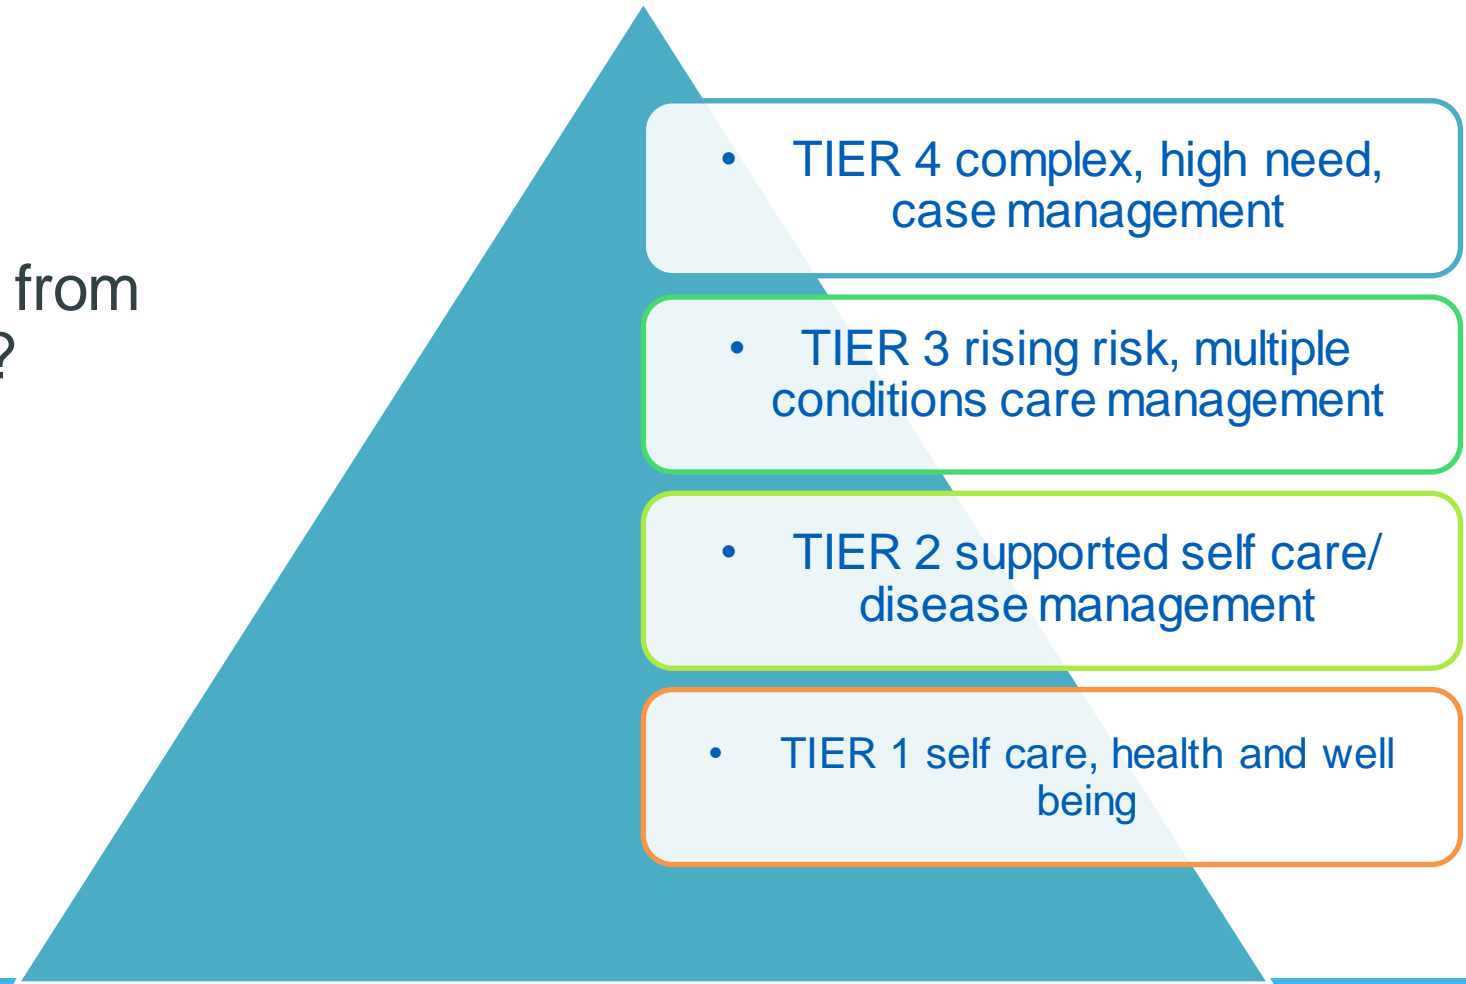 from
?
• TIER 4 complex, high need,
case management
• TIER 3 rising risk, multiple
conditions care management
• TIER 2 supported self care/
disease management
• TIER 1 self care, health and well
being